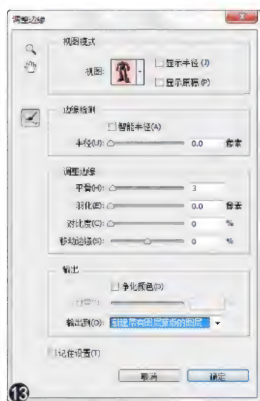 调整边缘
视图模式
视图:
显示半径(J)
显示原稿(P)
边缘检测
智能半径(A)
半径(U):
0.0
像素
调整边缘
平滑(H):
3
羽化(E):
0.0
像素
对比度(C):
0
%
移动边缘(S):
0
%
输出
净化颜色(D)
输出到(O):
新建带有图层蒙版的图层
记住设置(T)
取消
确定
13